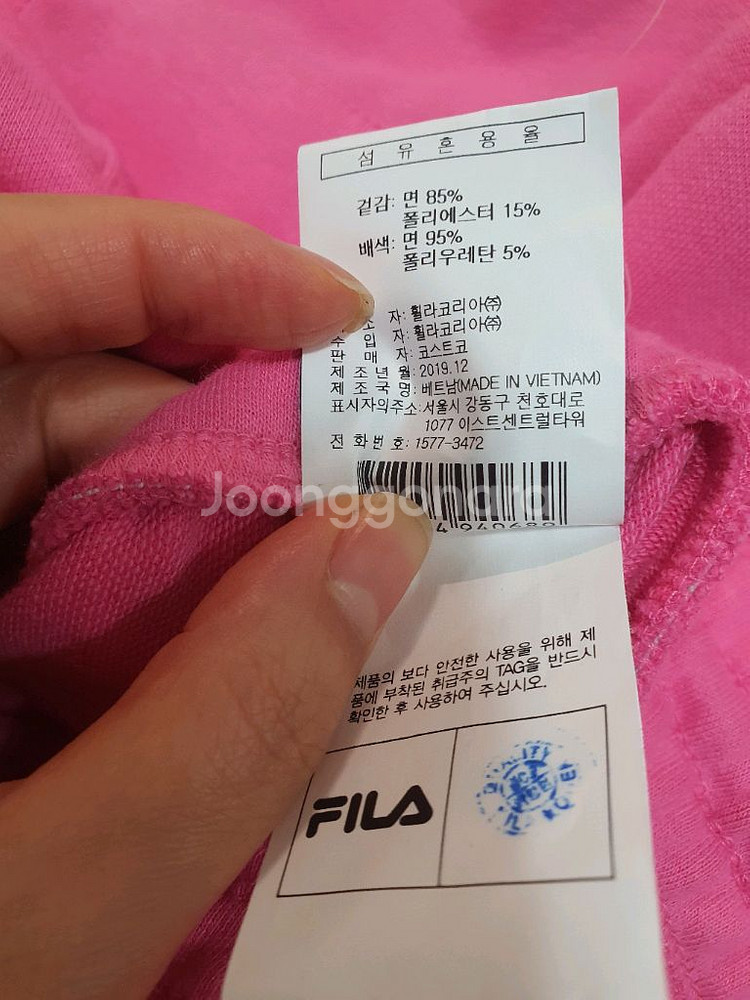 섬 유 혼 용 율
겉감: 면 85%
폴리에스터 15%
배색: 면 95%
폴리우레탄 5%
소 자: 휠라코리아㈜
수 입 자: 휠라코리아㈜
판 매 자: 코스트코
제 조 년 월: 2019.12
제 조 국 명: 베트남(MADE IN VIETNAM)
표시자의주소: 서울시 강동구 천호대로
1077 이스트센트럴타워
전 화 번 호: 1577-3472
Joonggonara
제품의 보다 안전한 사용을 위해 제
품에 부착된 취급주의 TAG을 반드시
확인한 후 사용하여 주십시오.
FILA
QUALITY